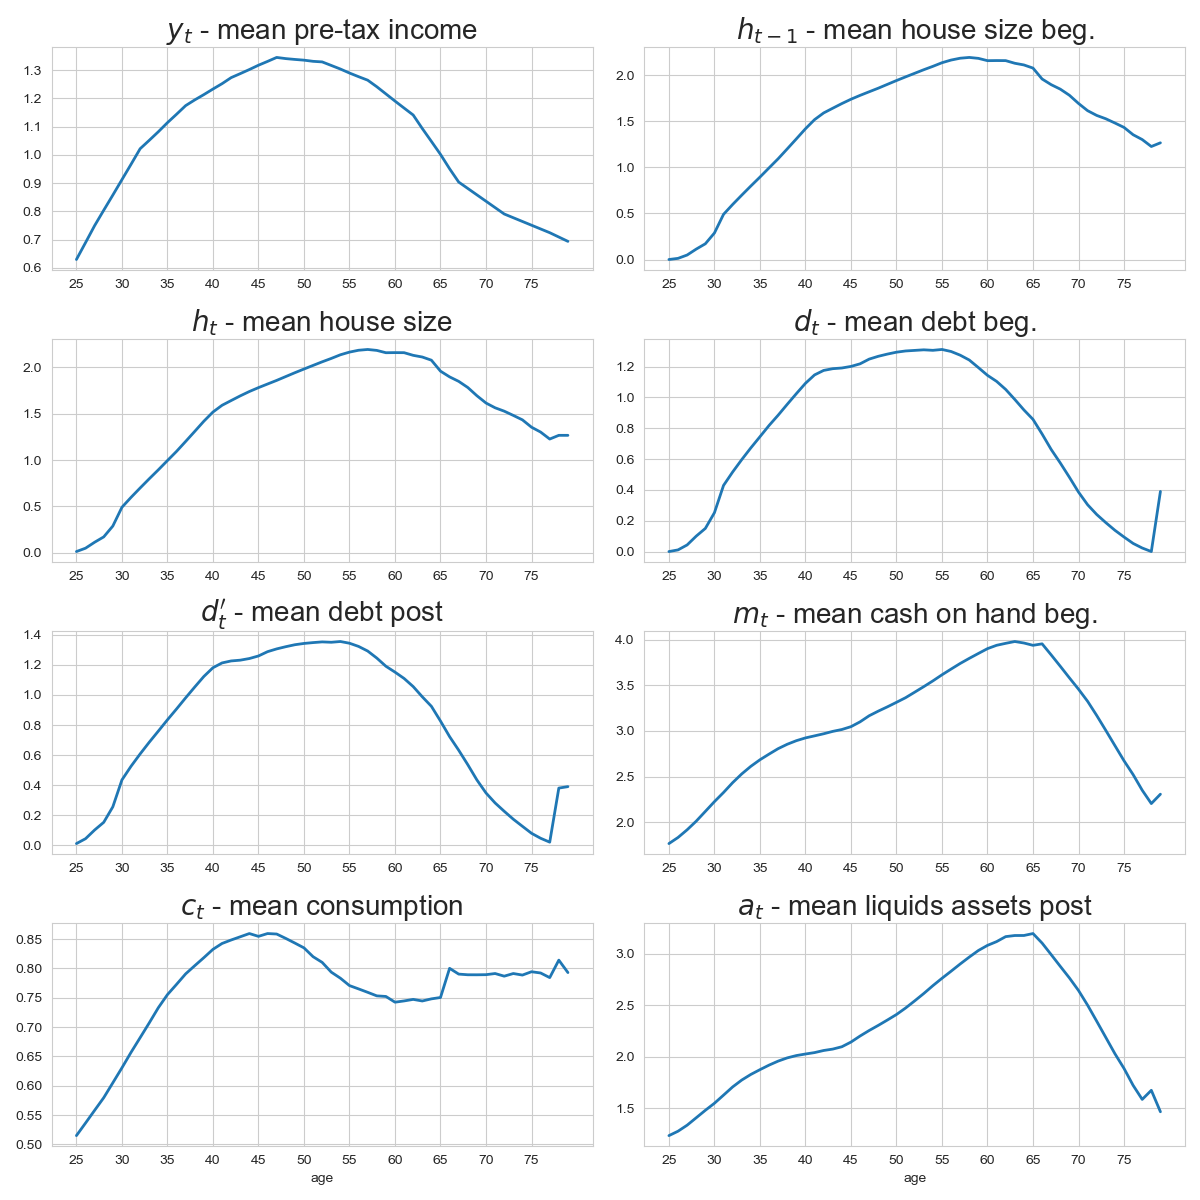 y_t - mean pre-tax income
1.3
1.2
1.1
1.0
0.9
0.8
0.7
0.6
25 30 35 40 45 50 55 60 65 70 75
h_{t-1} - mean house size beg.
2.0
1.5
1.0
0.5
0.0
25 30 35 40 45 50 55 60 65 70 75
h_t - mean house size
2.0
1.5
1.0
0.5
0.0
25 30 35 40 45 50 55 60 65 70 75
d_t - mean debt beg.
1.2
1.0
0.8
0.6
0.4
0.2
0.0
25 30 35 40 45 50 55 60 65 70 75
d'_t - mean debt post
1.4
1.2
1.0
0.8
0.6
0.4
0.2
0.0
25 30 35 40 45 50 55 60 65 70 75
m_t - mean cash on hand beg.
4.0
3.5
3.0
2.5
2.0
25 30 35 40 45 50 55 60 65 70 75
c_t - mean consumption
0.85
0.80
0.75
0.70
0.65
0.60
0.55
0.50
25 30 35 40 45 50 55 60 65 70 75
age
a_t - mean liquids assets post
3.0
2.5
2.0
1.5
25 30 35 40 45 50 55 60 65 70 75
age